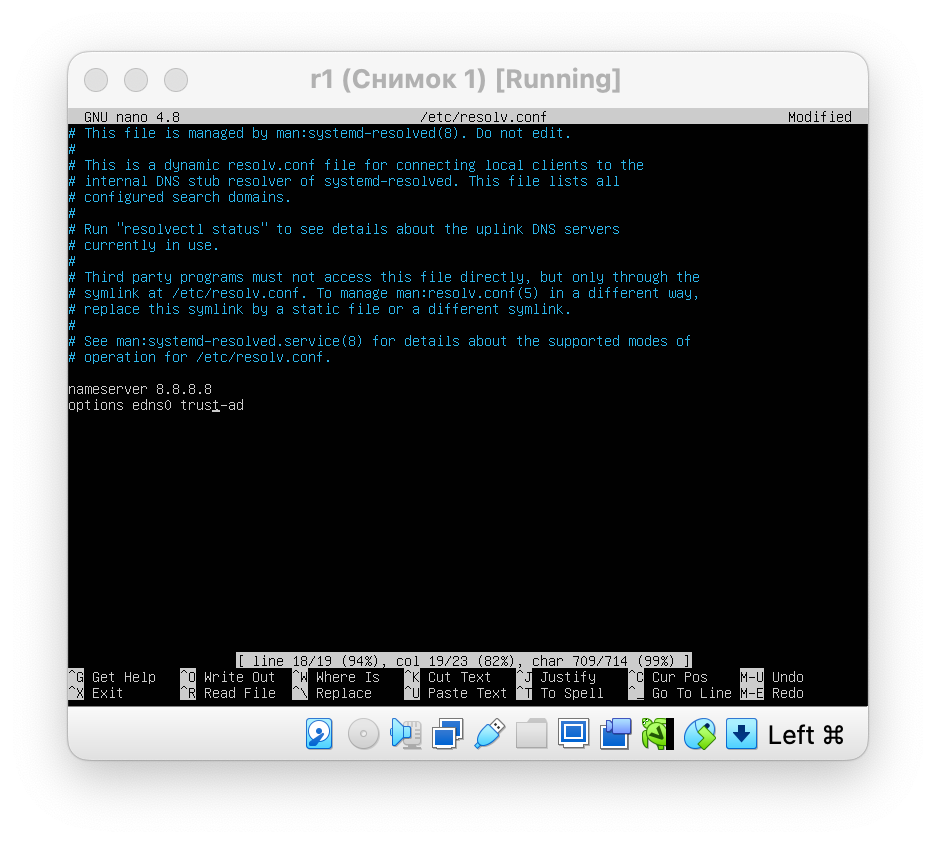 r1 (Снимок 1) [Running]
GNU nano 4.8 /etc/resolv.conf Modified
# This file is managed by man:systemd-resolved(8). Do not edit.
#
# This is a dynamic resolv.conf file for connecting local clients to the
# internal DNS stub resolver of systemd-resolved. This file lists all
# configured search domains.
#
# Run "resolvectl status" to see details about the uplink DNS servers
# currently in use.
#
# Third party programs must not access this file directly, but only through the
# symlink at /etc/resolv.conf. To manage man:resolv.conf(5) in a different way,
# replace this symlink by a static file or a different symlink.
#
# See man:systemd-resolved.service(8) for details about the supported modes of
# operation for /etc/resolv.conf.
nameserver 8.8.8.8
options edns0 trust-ad
[ line 18/19 (94%), col 19/23 (82%), char 709/714 (99%) ]
^G Get Help ^O Write Out ^W Where Is ^K Cut Text ^J Justify ^C Cur Pos M-U Undo
^X Exit ^R Read File ^\ Replace ^U Paste Text ^T To Spell ^_ Go To Line M-E Redo
Left ⌘